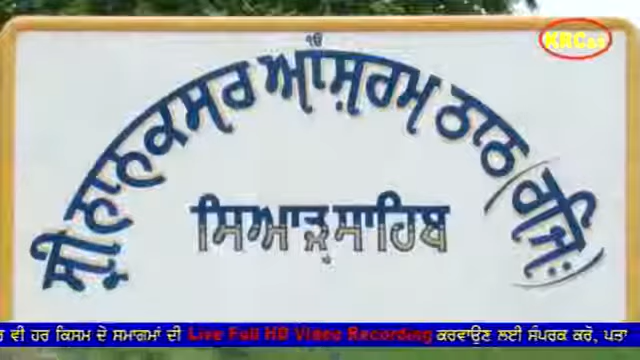 ੴ
KRC
ਸ਼੍ਰੀ ਨਾਨਕਸਰ ਆਸ਼ਰਮ ਠਾਠ (ਰਜਿ:)
ਸਿਆੜ੍ਹ ਸਾਹਿਬ
ਵੀ ਹਰ ਕਿਸਮ ਦੇ ਸਮਾਗਮਾਂ ਦੀ Live Full HD Video Recording ਕਰਵਾਉਣ ਲਈ ਸੰਪਰਕ ਕਰੋ, ਪਤਾ